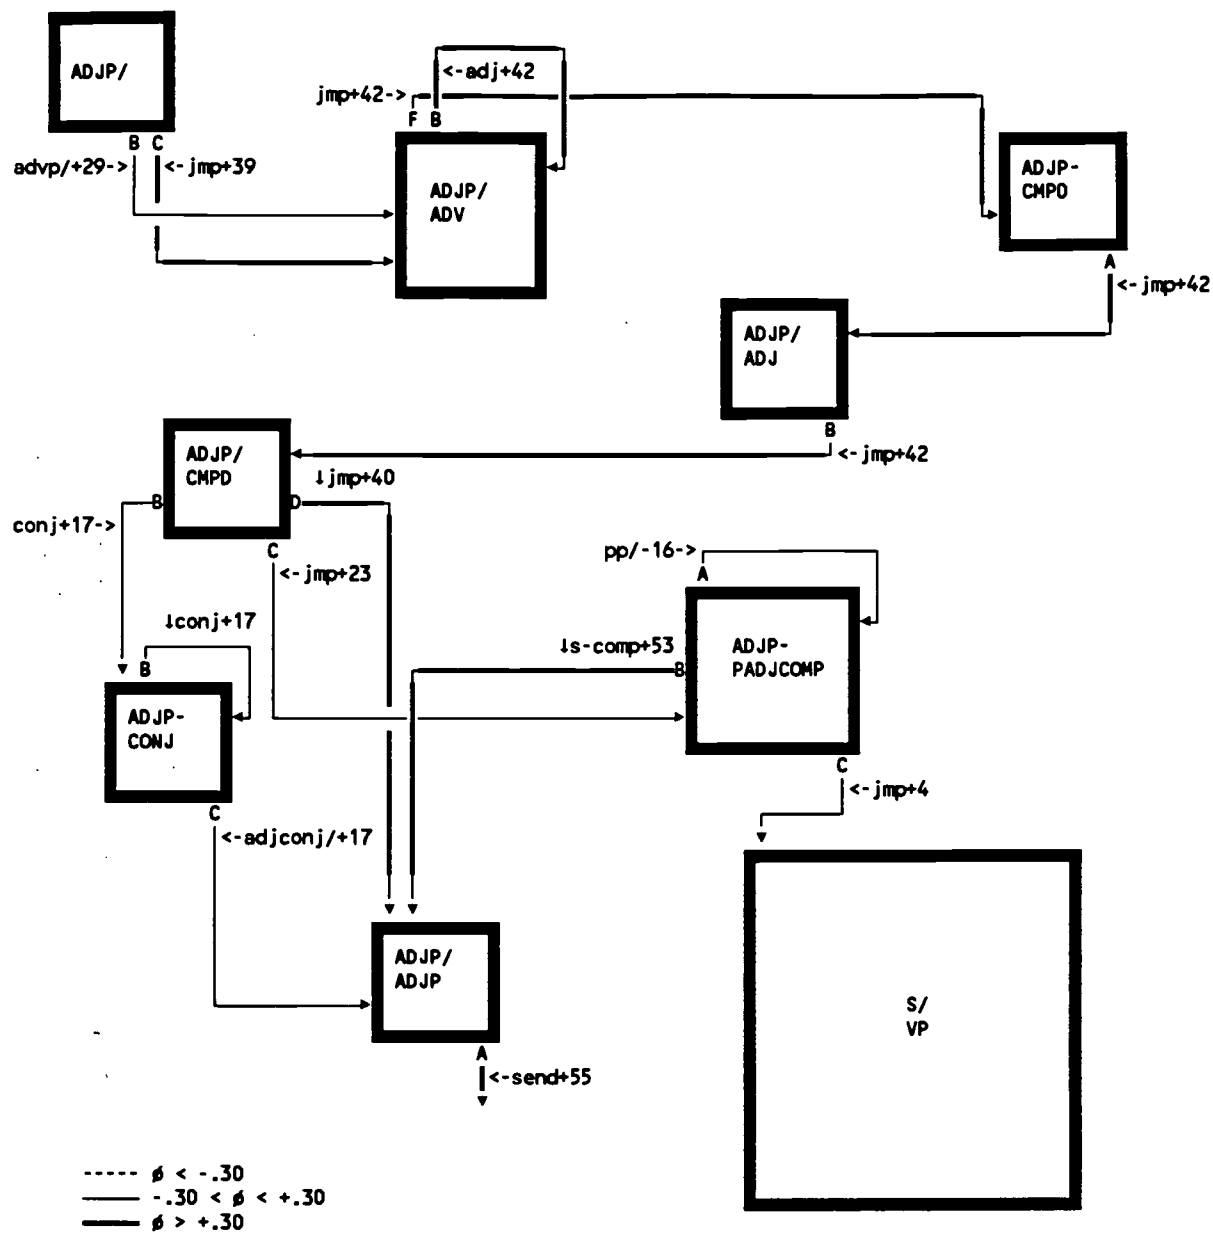 ADJP/
<-adj+42
jmp+42->
F B
B C
advp/+29->
<-jmp+39
ADJP/
ADV
ADJP-
CMPD
A
<-jmp+42
ADJP/
ADJ
B
<-jmp+42
ADJP/
CMPD
↓jmp+40
B
D
conj+17->
C
<-jmp+23
pp/-16->
A
↓conj+17
B
↓s-comp+53
B
ADJP-
PADJCOMP
ADJP-
CONJ
C
<-jmp+4
C
<-adjconj/+17
ADJP/
ADJP
S/
VP
A
<-send+55
----- ø < -.30
-.30 < ø < +.30
ø > +.30